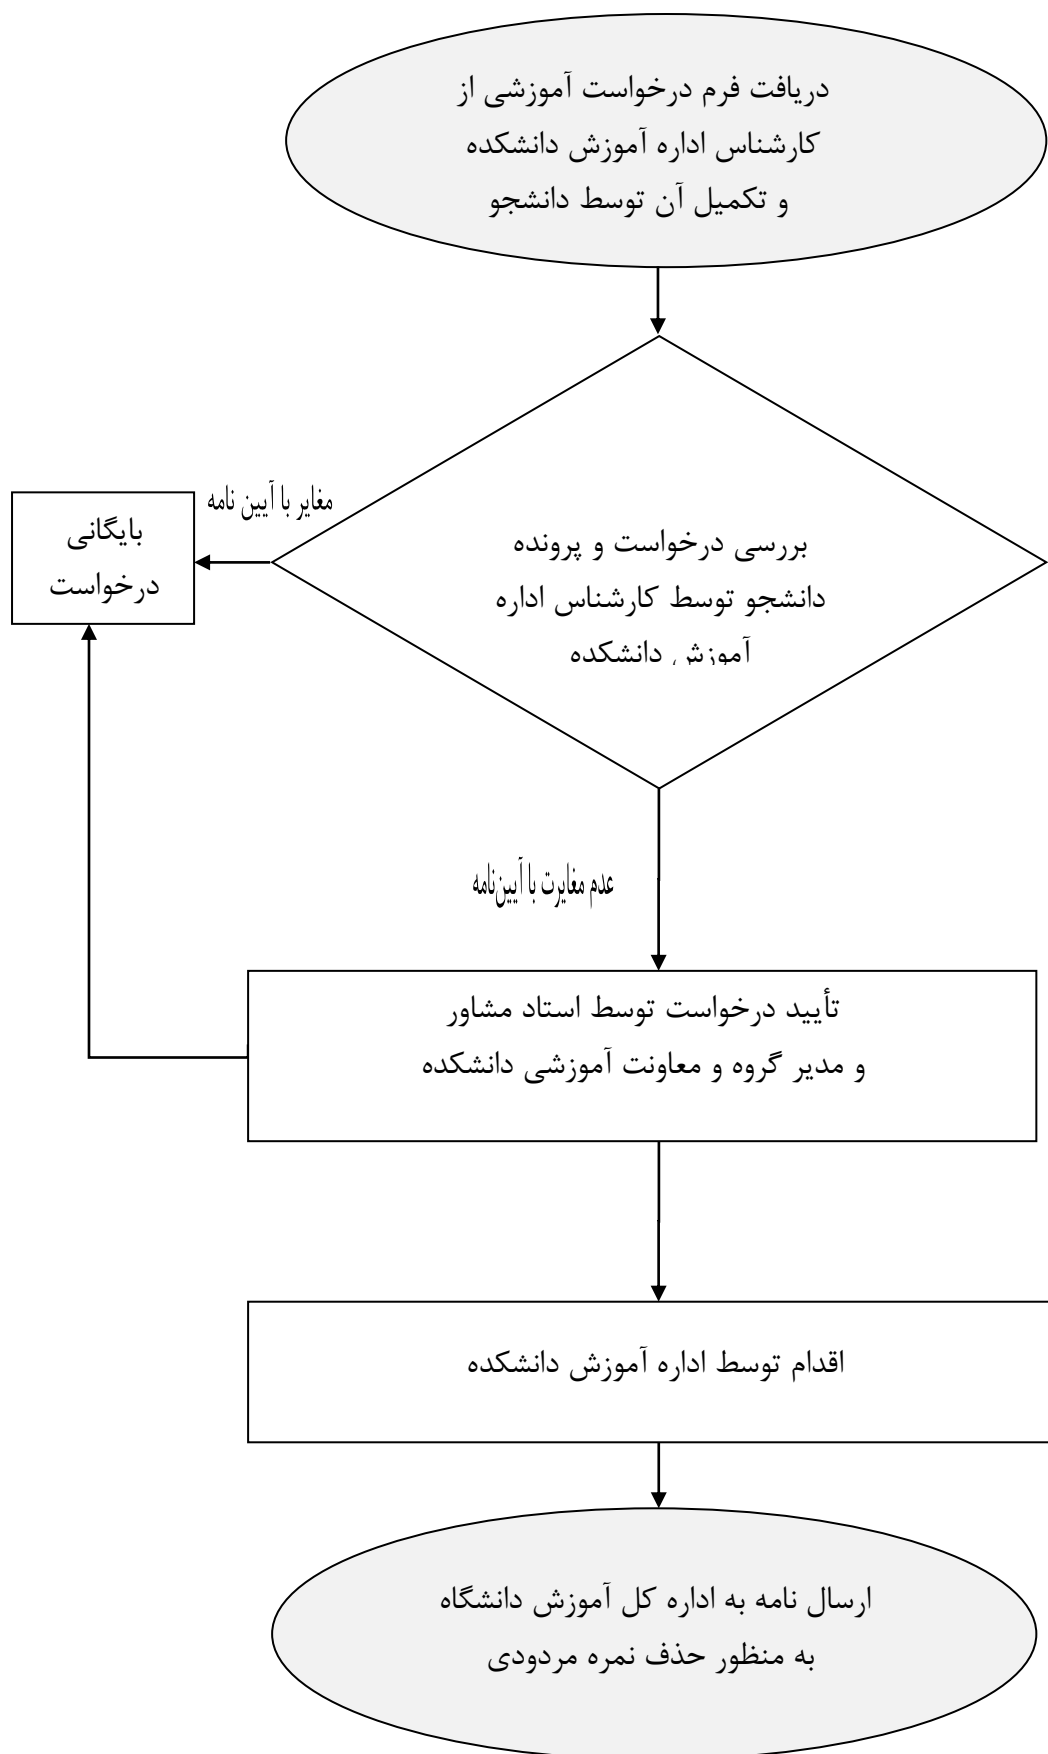 دریافت فرم درخواست آموزشی از
کارشناس اداره آموزش دانشکده
و تکمیل آن توسط دانشجو
مغایر با آیین نامه
بایگانی
درخواست
بررسی درخواست و پرونده
دانشجو توسط کارشناس اداره
آموزش دانشکده
عدم مغایرت با آیین‌نامه
تأیید درخواست توسط استاد مشاور
و مدیر گروه و معاونت آموزشی دانشکده
اقدام توسط اداره آموزش دانشکده
ارسال نامه به اداره کل آموزش دانشگاه
به منظور حذف نمره مردودی